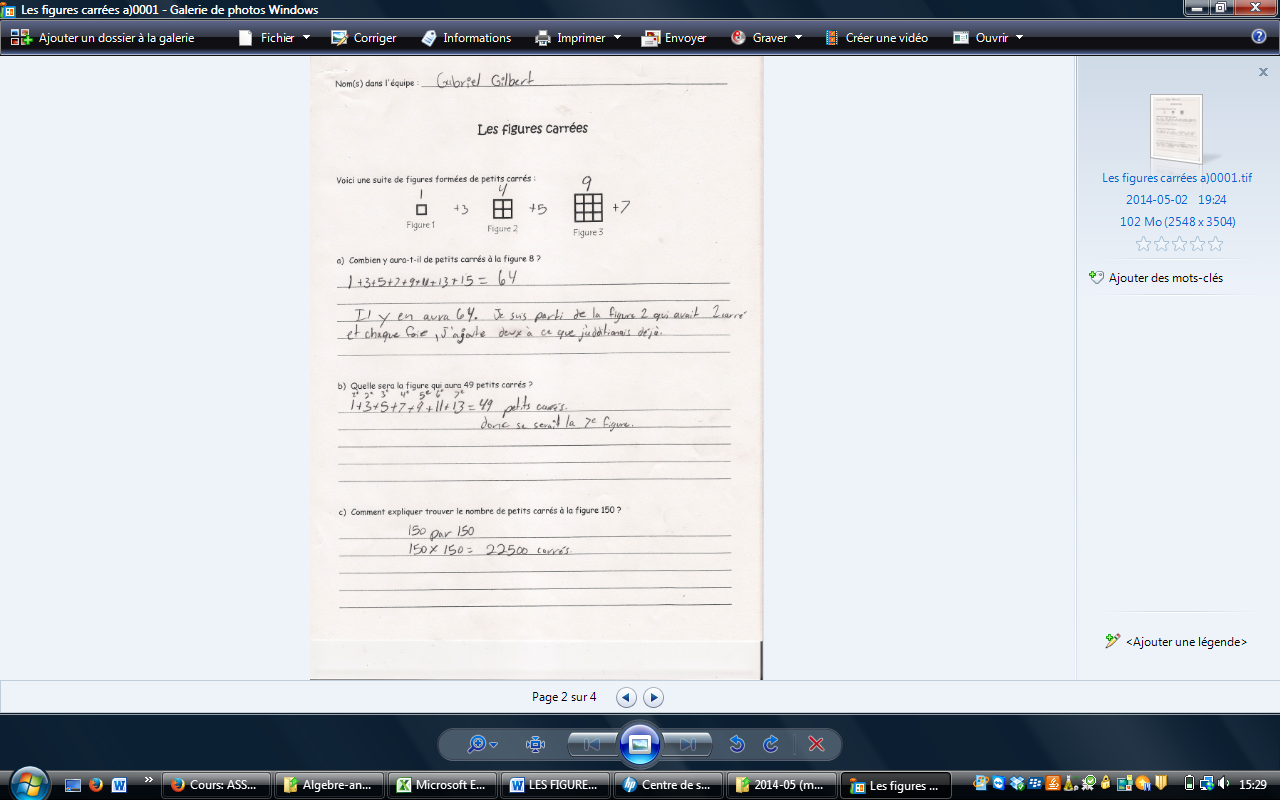 Les figures carrées a)0001 - Galerie de photos Windows
Ajouter un dossier à la galerie Fichier Corriger Informations Imprimer Envoyer Graver Créer une vidéo Ouvrir
Nom(s) dans l'équipe : Gabriel Gilbert
Les figures carrées
Voici une suite de figures formées de petits carrés :
1 4 9
+3 +5 +7
Figure 1 Figure 2 Figure 3
a) Combien y aura-t-il de petits carrés à la figure 8 ?
1+3+5+7+9+11+13+15= 64
Il y en aura 64. Je suis parti de la figure 2 qui avait 2 carré
et chaque foie, J'ajoute deux à ce que j'additionais déjà.
b) Quelle sera la figure qui aura 49 petits carrés ?
1e 2e 3e 4e 5e 6e 7e
1+3+5+7+9+11+13=49 petits carrés.
donc se serait la 7e figure.
c) Comment expliquer trouver le nombre de petits carrés à la figure 150 ?
150 par 150
150 x 150 = 22500 carrés.
Les figures carrées a)0001.tif
2014-05-02 19:24
102 Mo (2548 x 3504)
Ajouter des mots-clés
<Ajouter une légende>
Page 2 sur 4
Cours: ASS... Algebre-an... Microsoft E... LES FIGURE... Centre de s... 2014-05 (m... Les figures ... 15:29